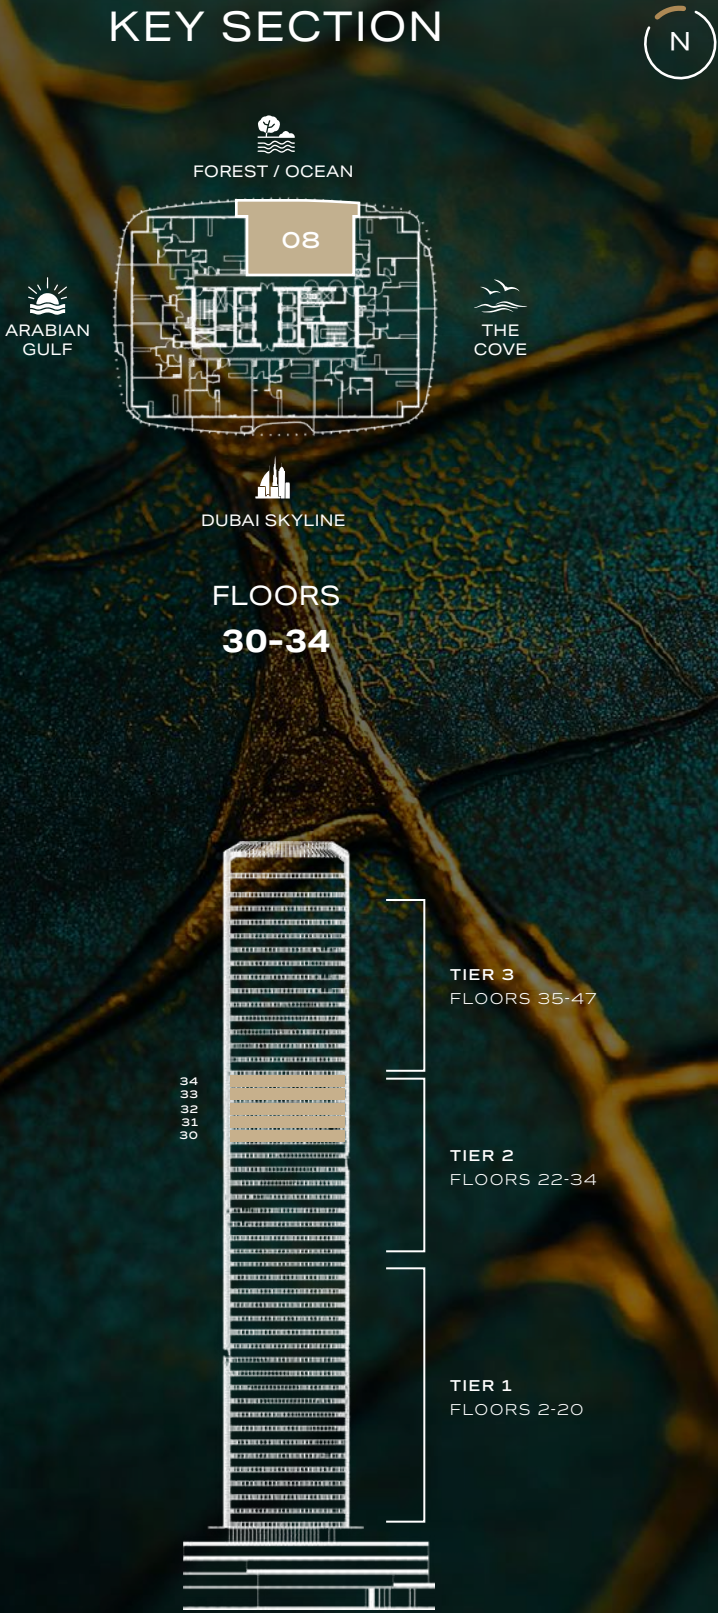 KEY SECTION
N
FOREST / OCEAN
08
ARABIAN
GULF
THE
COVE
DUBAI SKYLINE
FLOORS
30-34
TIER 3
FLOORS 35-47
34
33
32
31
30
TIER 2
FLOORS 22-34
TIER 1
FLOORS 2-20